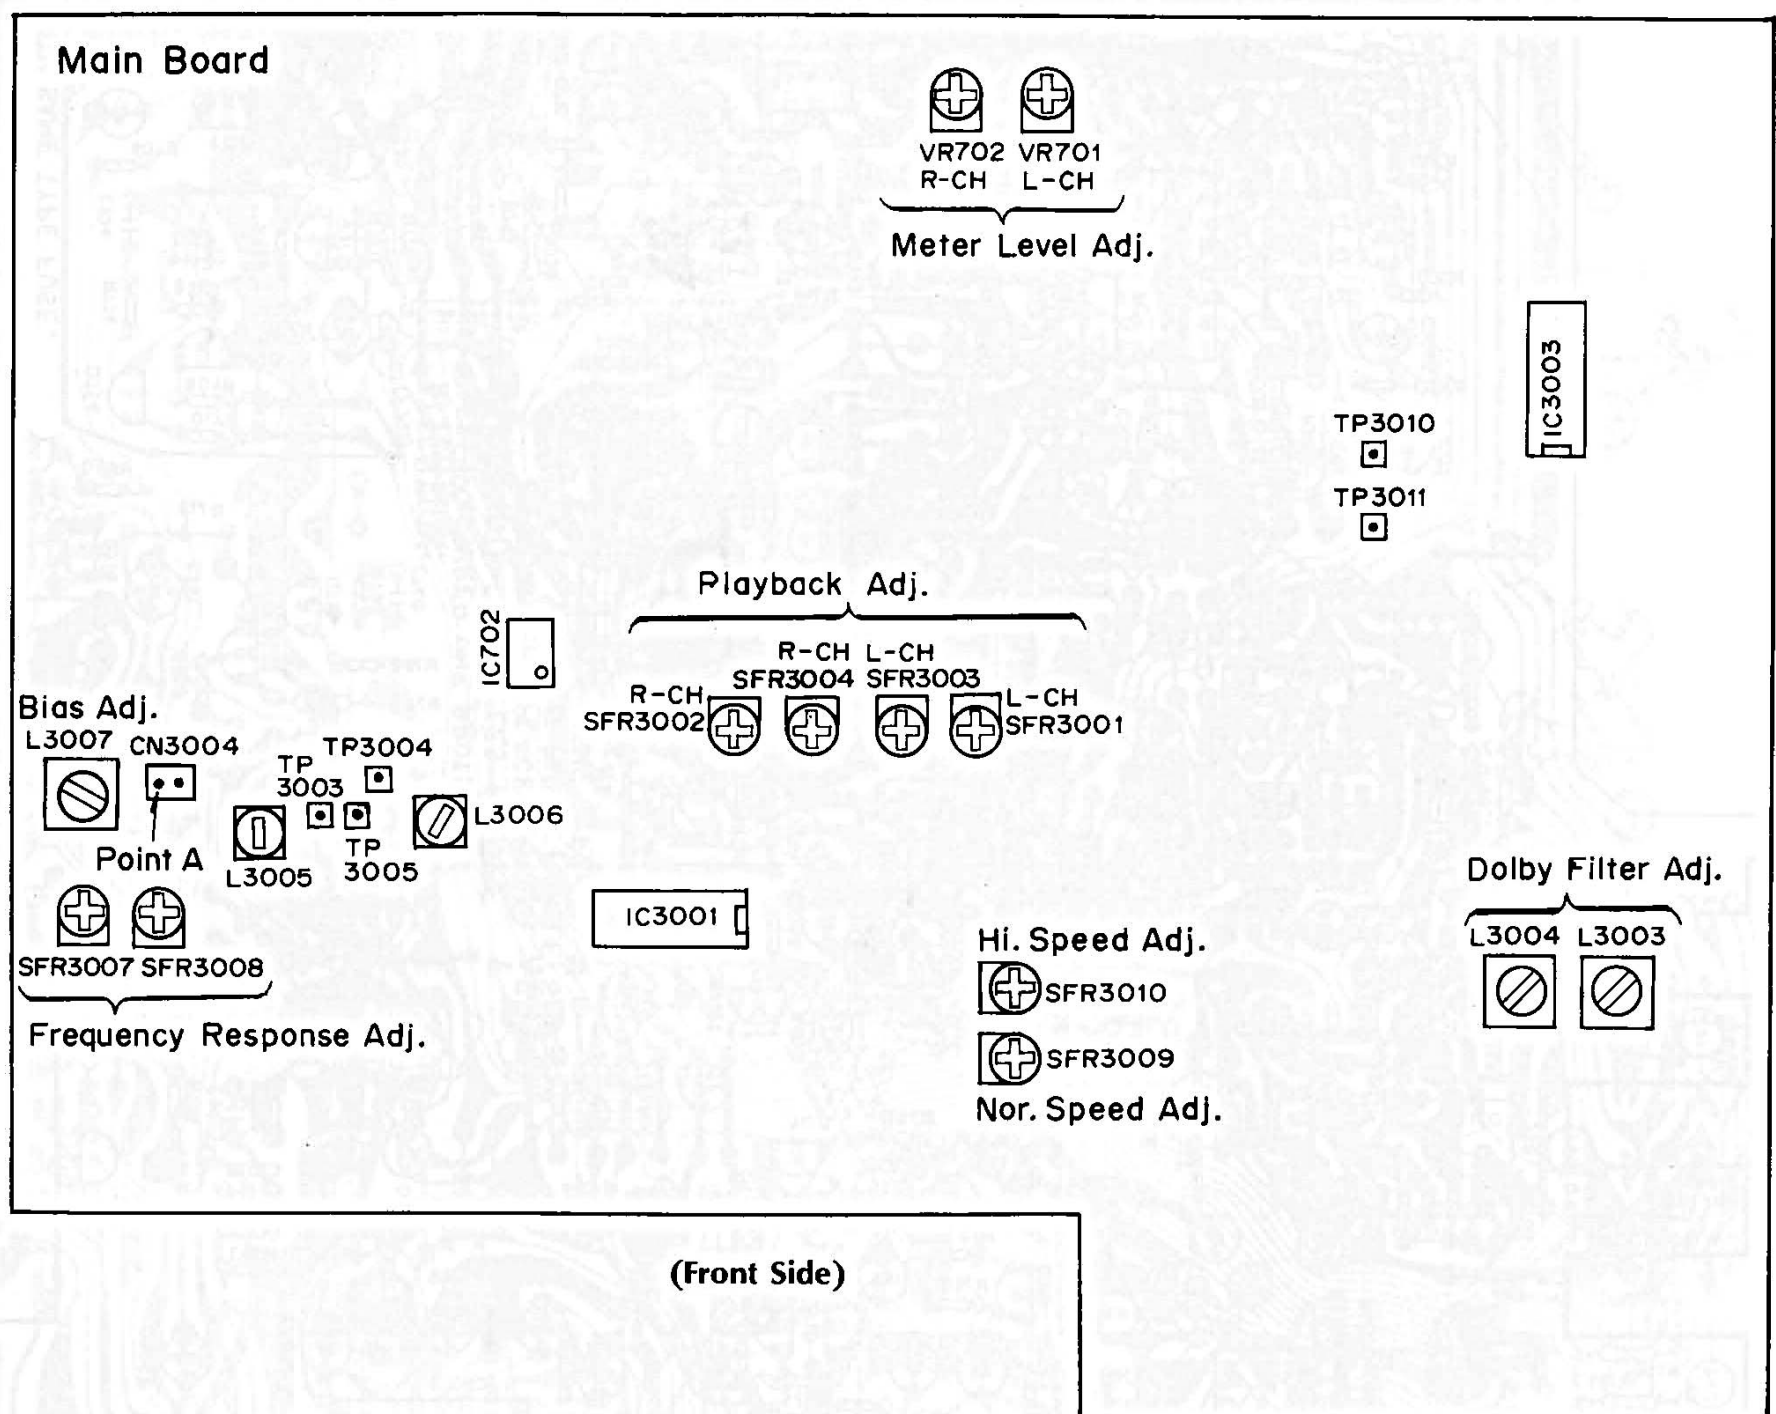 Main Board
VR702 VR701
R-CH L-CH
Meter Level Adj.
IC3003
TP3010
TP3011
Playback Adj.
IC702
R-CH L-CH
SFR3004 SFR3003
R-CH
SFR3002
L-CH
SFR3001
Bias Adj.
L3007 CN3004
TP
3003
TP3004
L3006
Point A
L3005
TP
3005
SFR3007 SFR3008
Frequency Response Adj.
IC3001
Hi. Speed Adj.
SFR3010
SFR3009
Nor. Speed Adj.
Dolby Filter Adj.
L3004 L3003
(Front Side)